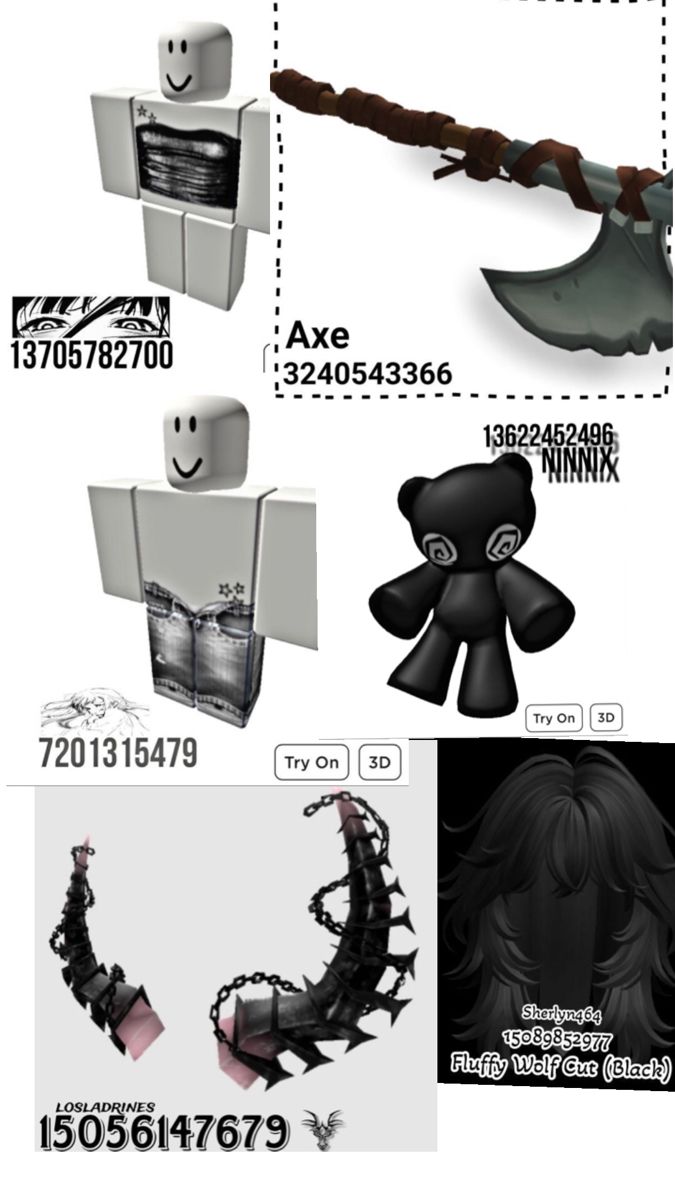 13705782700
Axe
3240543366
13622452496
NINNIX
7201315479
Try On
3D
Try On
3D
LOSLADRINES
15056147679
Sherlyn464
15089852977
Fluffy Wolf Cut (Black)